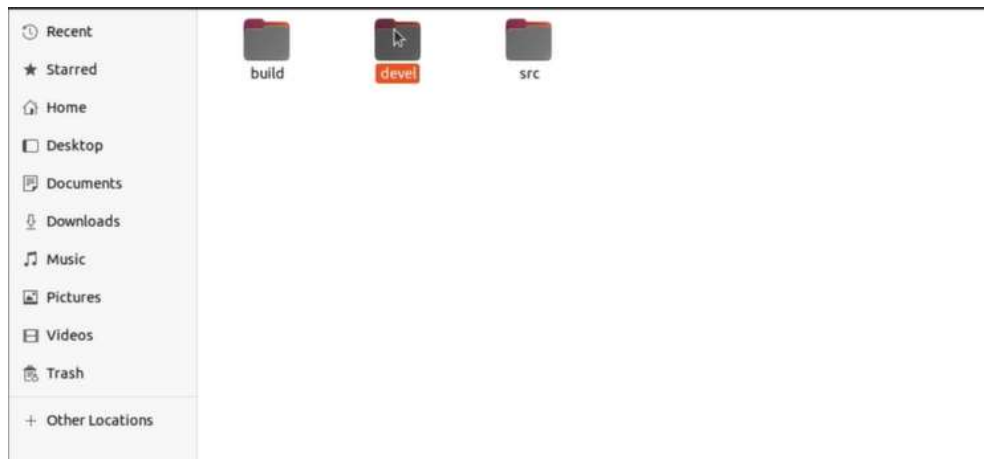 Recent
Starred
Home
Desktop
Documents
Downloads
Music
Pictures
Videos
Trash
Other Locations
build
devel
src